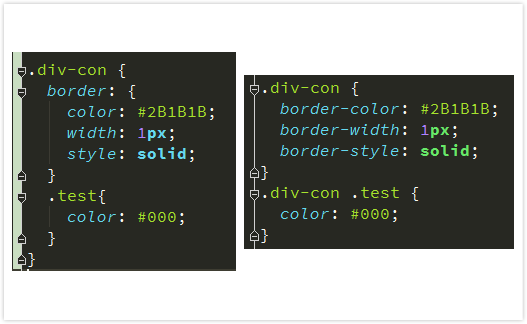 .div-con {
border: {
color: #2B1B1B;
width: 1px;
style: solid;
}
.test{
color: #000;
}
}
.div-con {
border-color: #2B1B1B;
border-width: 1px;
border-style: solid;
}
.div-con .test {
color: #000;
}